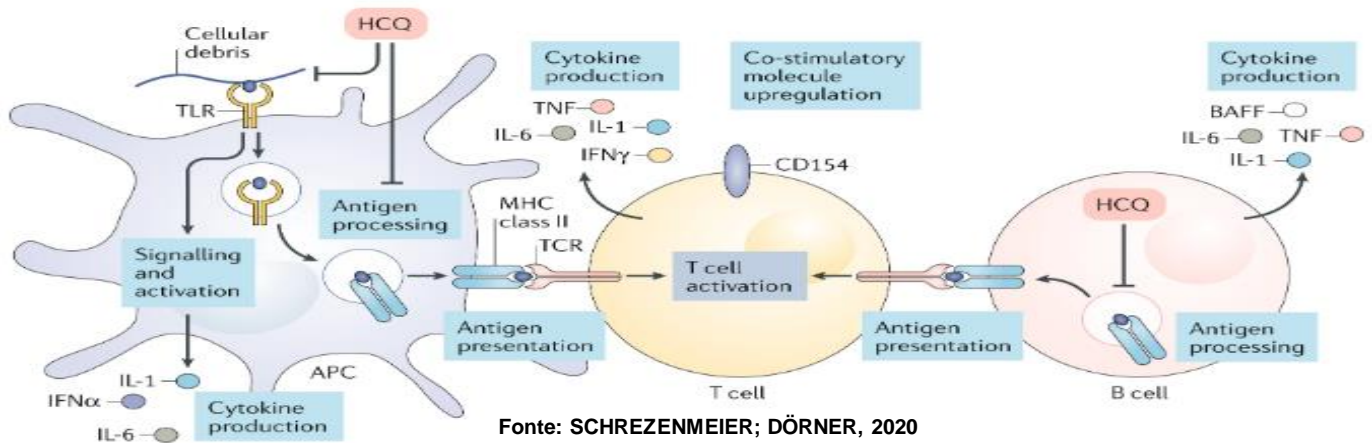 Cellular
debris
HCQ
TLR
Antigen
processing
Signalling
and
activation
IL-1
IFNα
IL-6
Cytokine
production
APC
MHC
class II
TCR
Antigen
presentation
Cytokine
production
TNF
IL-6
IL-1
IFNγ
Co-stimulatory
molecule
upregulation
CD154
T cell
activation
T cell
Antigen
presentation
Cytokine
production
BAFF
IL-6
TNF
IL-1
HCQ
Antigen
processing
B cell
Fonte: SCHREZENMEIER; DÖRNER, 2020